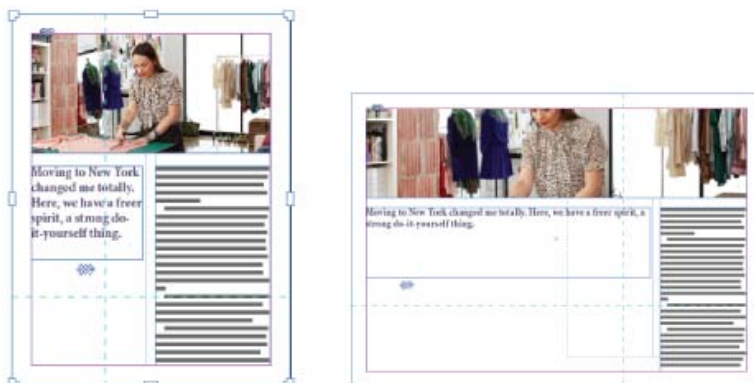 Moving to New York
changed me totally.
Here, we have a freer
spirit, a strong do-
it-yourself thing.
Moving to New York changed me totally. Here, we have a freer spirit, a
strong do-it-yourself thing.